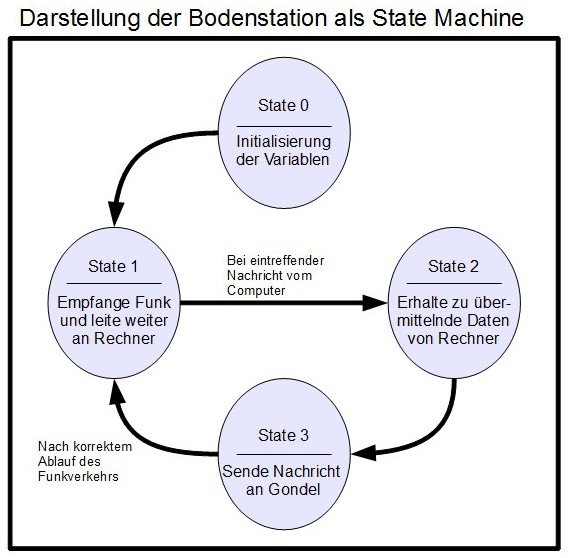 Darstellung der Bodenstation als State Machine
State 0
Initialisierung
der Variablen
State 1
Empfange Funk
und leite weiter
an Rechner
Bei eintreffender
Nachricht vom
Computer
State 2
Erhalte zu über-
mittelnde Daten
von Rechner
State 3
Sende Nachricht
an Gondel
Nach korrektem
Ablauf des
Funkverkehrs